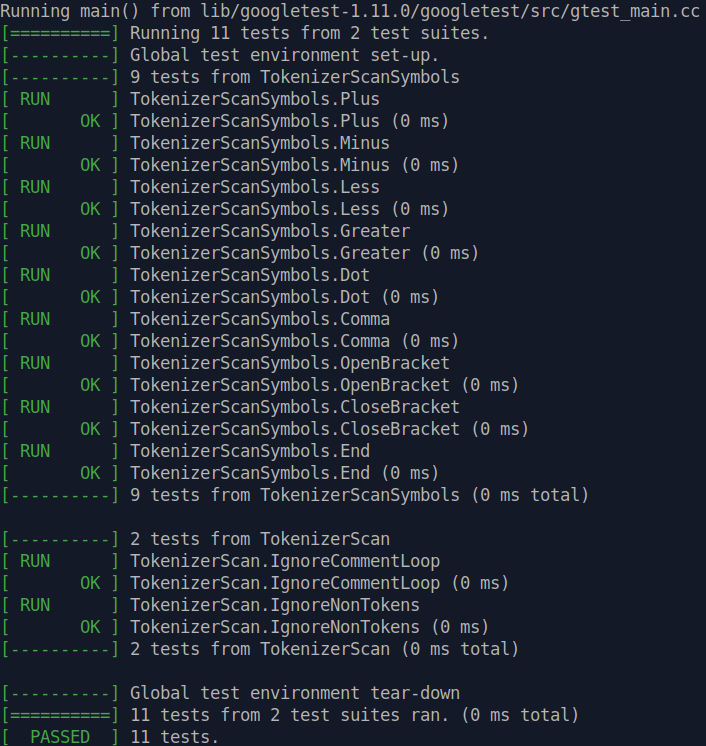 Running main() from lib/googletest-1.11.0/googletest/src/gtest_main.cc
[==========] Running 11 tests from 2 test suites.
[----------] Global test environment set-up.
[----------] 9 tests from TokenizerScanSymbols
[ RUN      ] TokenizerScanSymbols.Plus
[       OK ] TokenizerScanSymbols.Plus (0 ms)
[ RUN      ] TokenizerScanSymbols.Minus
[       OK ] TokenizerScanSymbols.Minus (0 ms)
[ RUN      ] TokenizerScanSymbols.Less
[       OK ] TokenizerScanSymbols.Less (0 ms)
[ RUN      ] TokenizerScanSymbols.Greater
[       OK ] TokenizerScanSymbols.Greater (0 ms)
[ RUN      ] TokenizerScanSymbols.Dot
[       OK ] TokenizerScanSymbols.Dot (0 ms)
[ RUN      ] TokenizerScanSymbols.Comma
[       OK ] TokenizerScanSymbols.Comma (0 ms)
[ RUN      ] TokenizerScanSymbols.OpenBracket
[       OK ] TokenizerScanSymbols.OpenBracket (0 ms)
[ RUN      ] TokenizerScanSymbols.CloseBracket
[       OK ] TokenizerScanSymbols.CloseBracket (0 ms)
[ RUN      ] TokenizerScanSymbols.End
[       OK ] TokenizerScanSymbols.End (0 ms)
[----------] 9 tests from TokenizerScanSymbols (0 ms total)
[----------] 2 tests from TokenizerScan
[ RUN      ] TokenizerScan.IgnoreCommentLoop
[       OK ] TokenizerScan.IgnoreCommentLoop (0 ms)
[ RUN      ] TokenizerScan.IgnoreNonTokens
[       OK ] TokenizerScan.IgnoreNonTokens (0 ms)
[----------] 2 tests from TokenizerScan (0 ms total)
[----------] Global test environment tear-down
[==========] 11 tests from 2 test suites ran. (0 ms total)
[  PASSED  ] 11 tests.